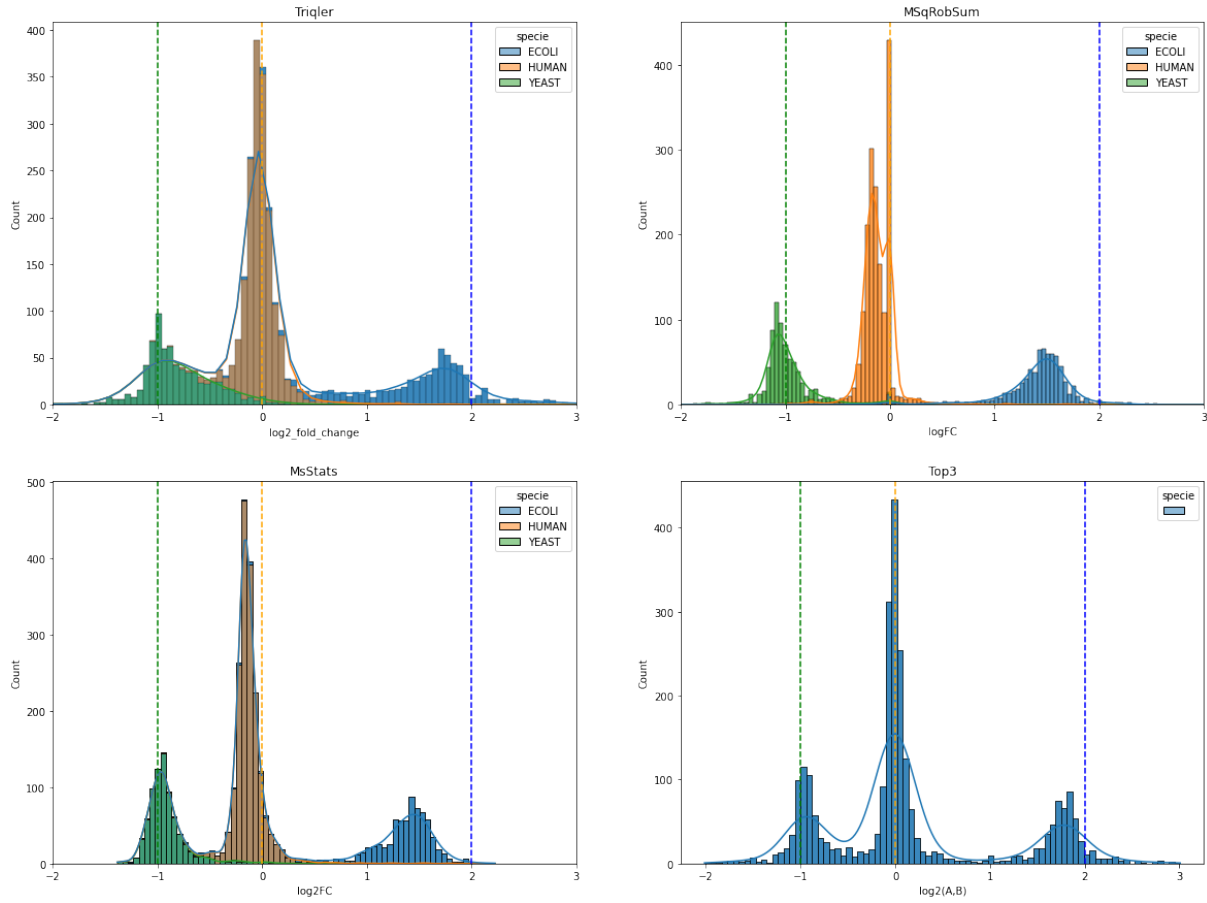 Triqler
400
350
300
250
200
150
100
50
0
Count
-2
-1
0
1
2
3
log2_fold_change
specie
ECOLI
HUMAN
YEAST
MSqRobSum
400
300
200
100
0
Count
-2
-1
0
1
2
3
logFC
specie
ECOLI
HUMAN
YEAST
MsStats
500
400
300
200
100
0
Count
-2
-1
0
1
2
3
log2FC
specie
ECOLI
HUMAN
YEAST
Top3
400
300
200
100
0
Count
-2
-1
0
1
2
3
log2(A,B)
specie